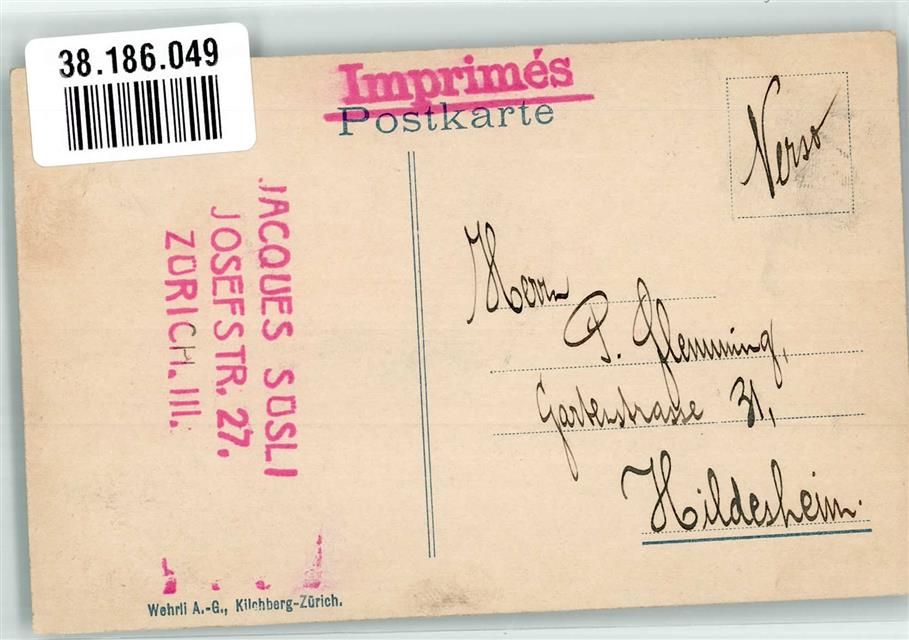 38.186.049
Imprimés
Postkarte
Verso
JACQUES SÜSLI
JOSEFSTR. 27.
ZÜRICH. III.
Herrn
P. Flemming,
Gartenstrasse 31,
Hildesheim.
Wehrli A.-G., Kilchberg-Zürich.